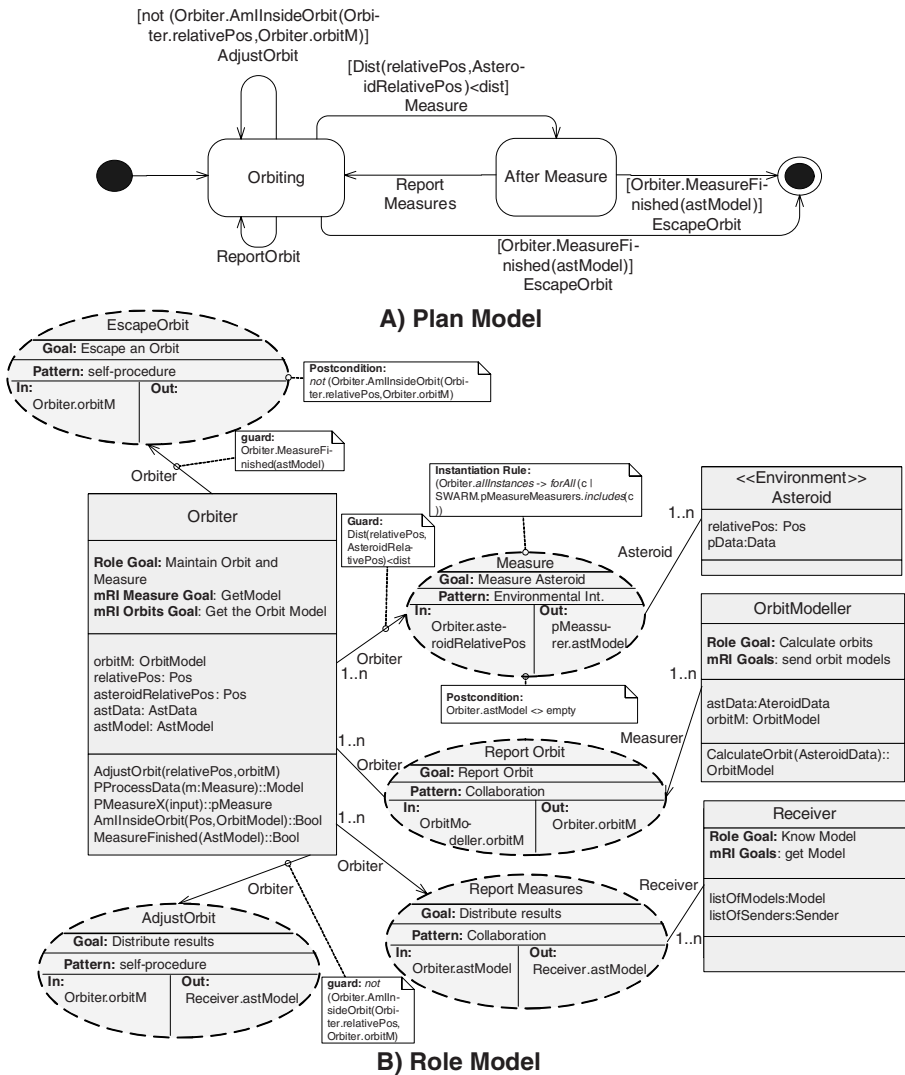 [not (Orbiter.AmIInsideOrbit(Orbi-
ter.relativePos,Orbiter.orbitM)]
AdjustOrbit
[Dist(relativePos,Astero-
idRelativePos)<dist]
Measure
Orbiting
After Measure
Report
Measures
[Orbiter.MeasureFi-
nished(astModel)]
EscapeOrbit
ReportOrbit
[Orbiter.MeasureFi-
nished(astModel)]
EscapeOrbit
A) Plan Model
EscapeOrbit
Goal: Escape an Orbit
Pattern: self-procedure
In:
Orbiter.orbitM
Out:
Postcondition:
not (Orbiter.AmIInsideOrbit(Orbi-
ter.relativePos,Orbiter.orbitM)
guard:
Orbiter.MeasureFi-
nished(astModel)
Orbiter
Orbiter
Role Goal: Maintain Orbit and
Measure
mRI Measure Goal: GetModel
mRI Orbits Goal: Get the Orbit Model
orbitM: OrbitModel
relativePos: Pos
asteroidRelativePos: Pos
astData: AstData
astModel: AstModel
AdjustOrbit(relativePos,orbitM)
PProcessData(m:Measure)::Model
PMeasureX(input)::pMeasure
AmIInsideOrbit(Pos,OrbitModel)::Bool
MeasureFinished(AstModel)::Bool
Guard:
Dist(relativePos,
AsteroidRela-
tivePos)<dist
Instantiation Rule:
(Orbiter.allInstances -> forAll (c |
SWARM.pMeasureMeasurers.includes(c
))
Measure
Goal: Measure Asteroid
Pattern: Environmental Int.
In:
Orbiter.aste-
roidRelativePos
Out:
pMeassu-
rer.astModel
Orbiter
1..n
Asteroid
1..n
<<Environment>>
Asteroid
relativePos: Pos
pData:Data
Postcondition:
Orbiter.astModel <> empty
OrbitModeller
Role Goal: Calculate orbits
mRI Goals: send orbit models
astData:AteroidData
orbitM: OrbitModel
CalculateOrbit(AsteroidData)::
OrbitModel
1..n
Measurer
1..n
Orbiter
Report Orbit
Goal: Report Orbit
Pattern: Collaboration
In:
OrbitMo-
deller.orbitM
Out:
Orbiter.orbitM
1..n
Orbiter
Report Measures
Goal: Distribute results
Pattern: Collaboration
In:
Orbiter.astModel
Out:
Receiver.astModel
Receiver
1..n
Receiver
Role Goal: Know Model
mRI Goals: get Model
listOfModels:Model
listOfSenders:Sender
Orbiter
AdjustOrbit
Goal: Distribute results
Pattern: self-procedure
In:
Orbiter.orbitM
Out:
Receiver.astModel
guard: not
(Orbiter.AmIIn-
sideOrbit(Orbi-
ter.relativePos,
Orbiter.orbitM)
B) Role Model